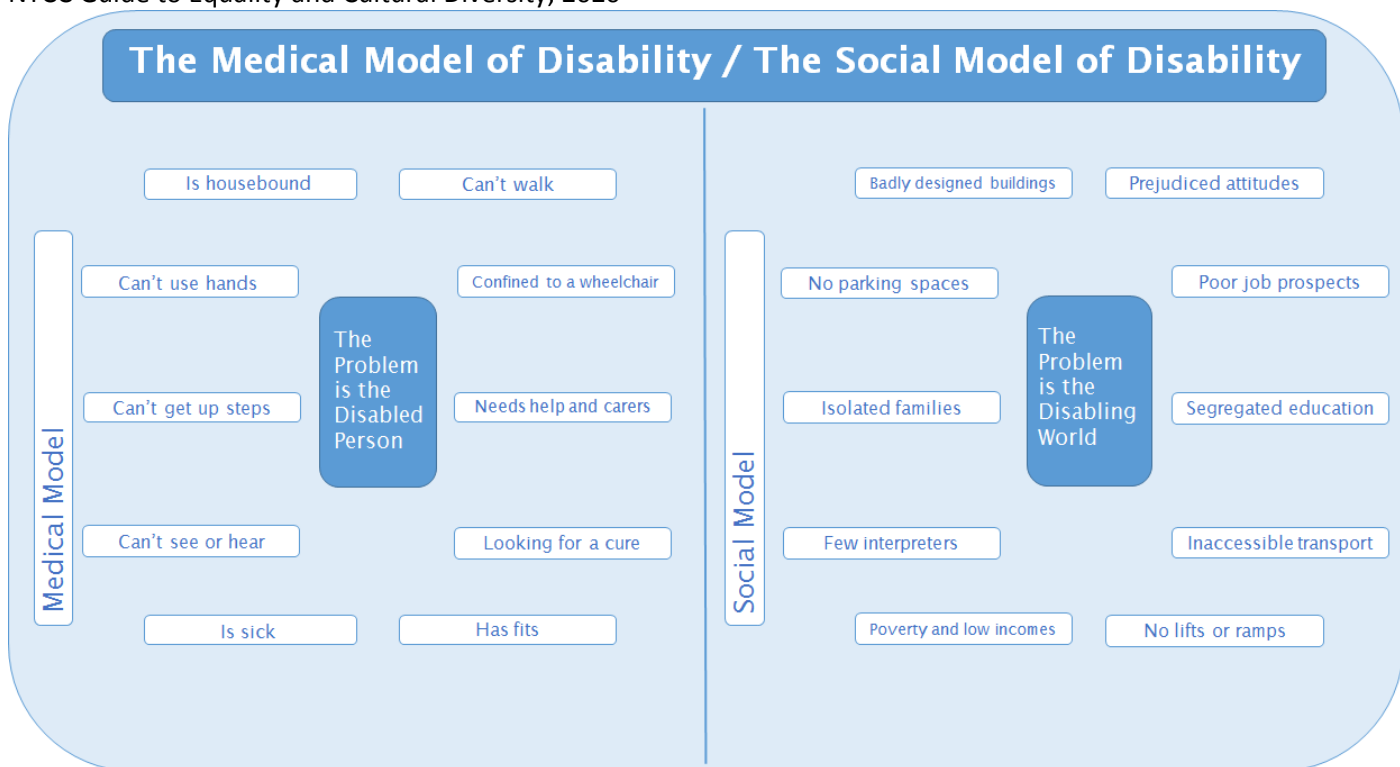 The Medical Model of Disability / The Social Model of Disability
Is housebound
Can't walk
Can't use hands
Confined to a wheelchair
Can't get up steps
Needs help and carers
Can't see or hear
Looking for a cure
Is sick
Has fits
The
Problem
is the
Disabled
Person
Medical Model
Badly designed buildings
Prejudiced attitudes
No parking spaces
Poor job prospects
Isolated families
Segregated education
Few interpreters
Inaccessible transport
Poverty and low incomes
No lifts or ramps
The
Problem
is the
Disabling
World
Social Model